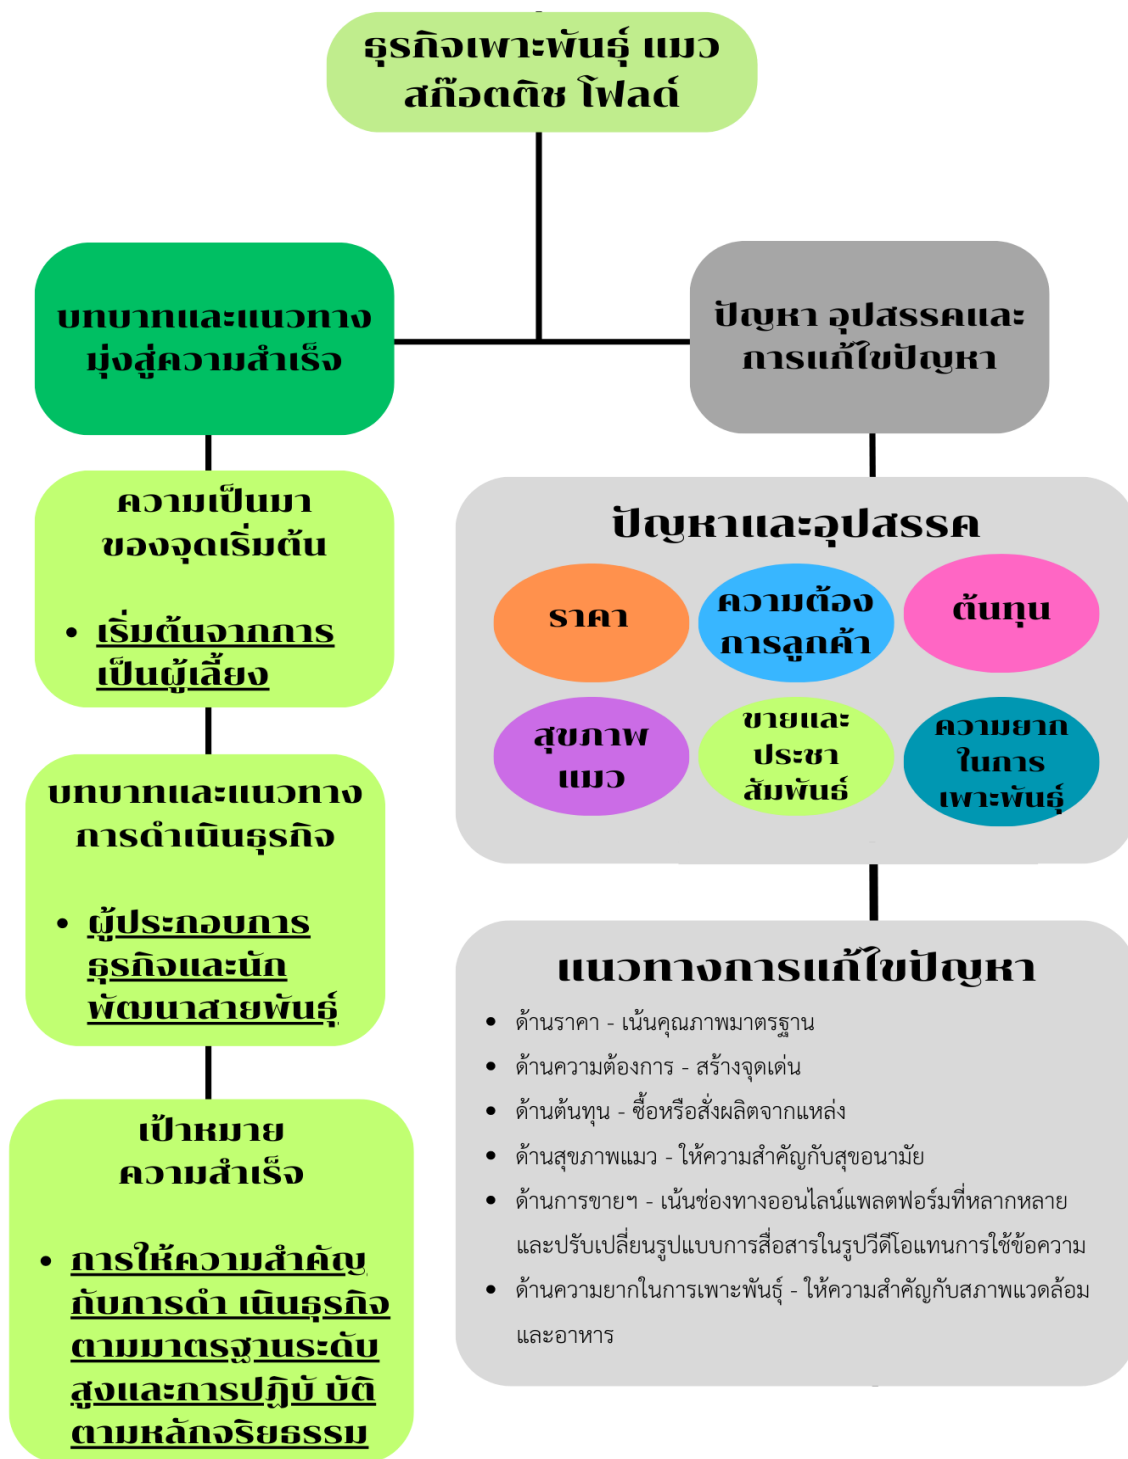 ธุรกิจเพาะพันธุ์ แมว
สก๊อตติช โฟลด์
บทบาทและแนวทาง
มุ่งสู่ความสำเร็จ
ความเป็นมา
ของจุดเริ่มต้น
• เริ่มต้นจากการ
เป็นผู้เลี้ยง
บทบาทและแนวทาง
การดำเนินธุรกิจ
• ผู้ประกอบการ
ธุรกิจและนัก
พัฒนาสายพันธุ์
เป้าหมาย
ความสำเร็จ
• การให้ความสำคัญ
กับการดำ เนินธุรกิจ
ตามมาตรฐานระดับ
สูงและการปฏิบั บัติ
ตามหลักจริยธรรม
ปัญหา อุปสรรคและ
การแก้ไขปัญหา
ปัญหาและอุปสรรค
ราคา
ความต้อง
การลูกค้า
ต้นทุน
สุขภาพ
แมว
ขายและ
ประชา
สัมพันธ์
ความยาก
ในการ
เพาะพันธุ์
แนวทางการแก้ไขปัญหา
• ด้านราคา - เน้นคุณภาพมาตรฐาน
• ด้านความต้องการ - สร้างจุดเด่น
• ด้านต้นทุน - ซื้อหรือสั่งผลิตจากแหล่ง
• ด้านสุขภาพแมว - ให้ความสำคัญกับสุขอนามัย
• ด้านการขายฯ - เน้นช่องทางออนไลน์แพลตฟอร์มที่หลากหลาย
และปรับเปลี่ยนรูปแบบการสื่อสารในรูปวีดีโอแทนการใช้ข้อความ
• ด้านความยากในการเพาะพันธุ์ - ให้ความสำคัญกับสภาพแวดล้อม
และอาหาร